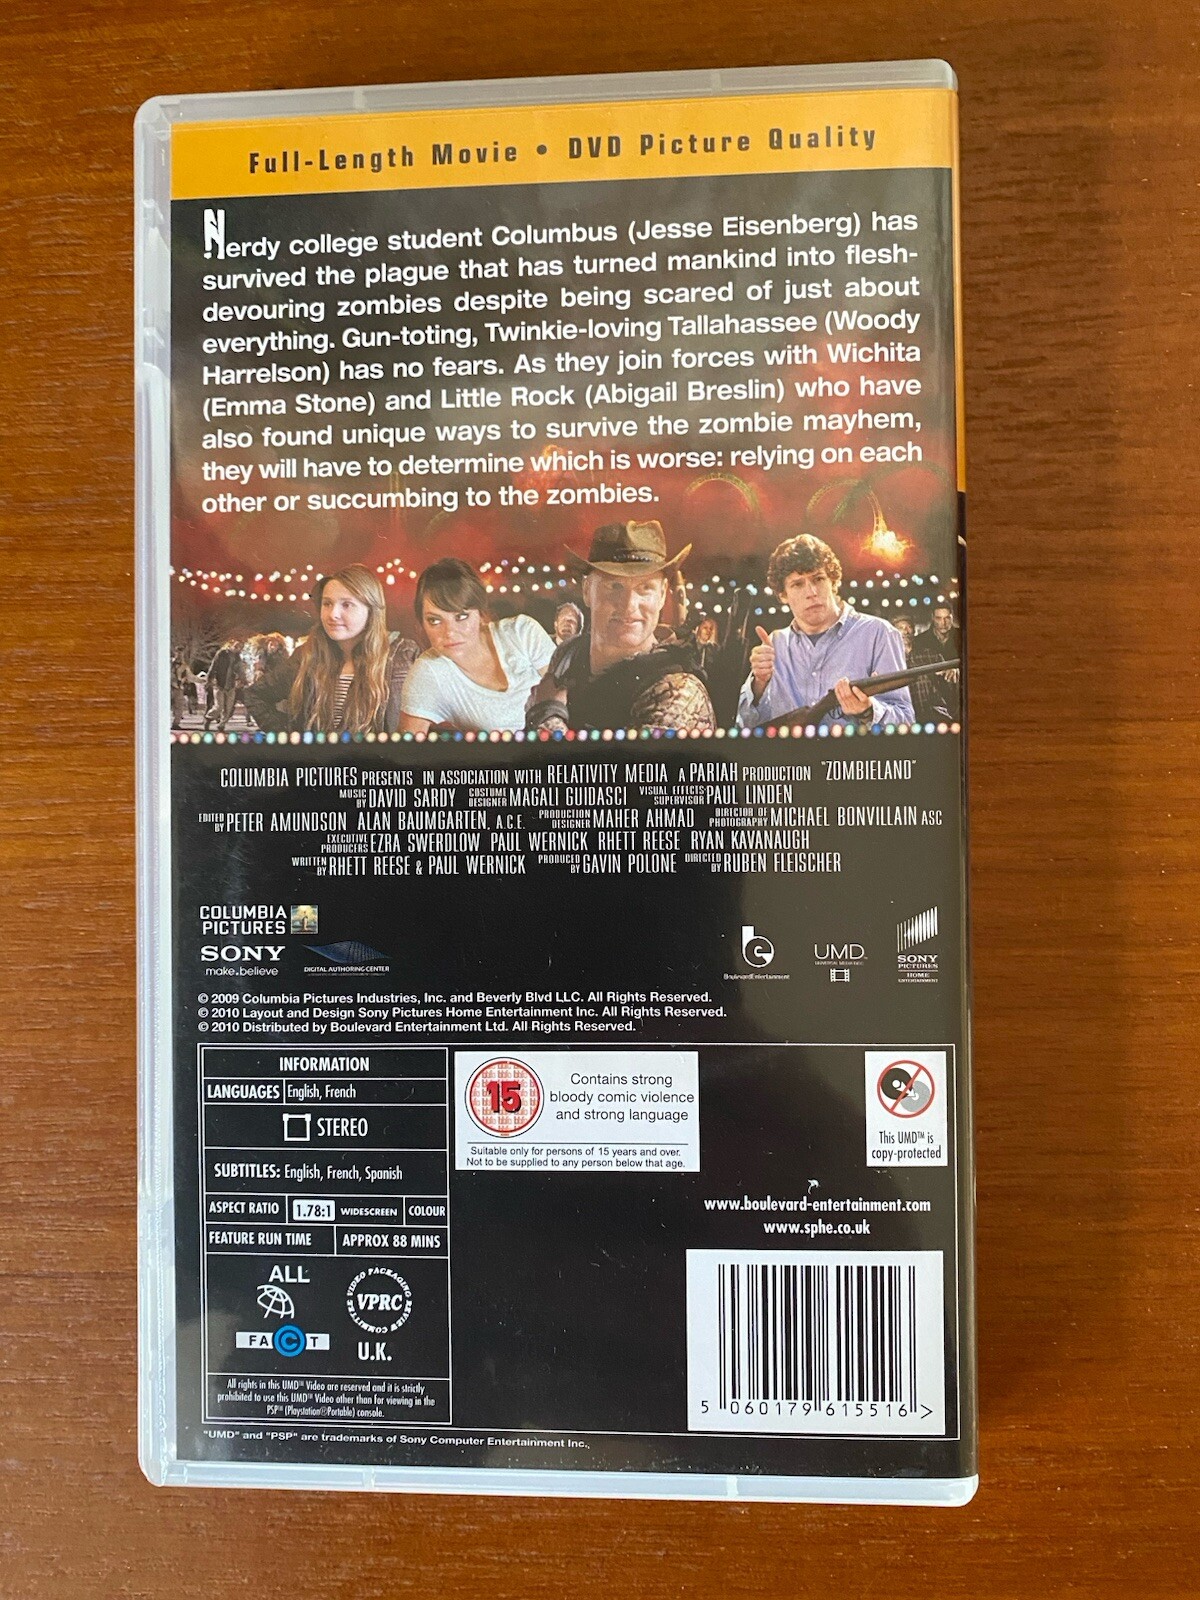 Full-Length Movie • DVD Picture Quality
Nerdy college student Columbus (Jesse Eisenberg) has
survived the plague that has turned mankind into flesh-
devouring zombies despite being scared of just about
everything. Gun-toting, Twinkie-loving Tallahassee (Woody
Harrelson) has no fears. As they join forces with Wichita
(Emma Stone) and Little Rock (Abigail Breslin) who have
also found unique ways to survive the zombie mayhem,
they will have to determine which is worse: relying on each
other or succumbing to the zombies.
COLUMBIA PICTURES PRESENTS IN ASSOCIATION WITH RELATIVITY MEDIA A PARIAH PRODUCTION "ZOMBIELAND"
MUSIC BY DAVID SARDY COSTUME DESIGNER MAGALI GUIDASCI VISUAL EFFECTS SUPERVISOR PAUL LINDEN
EDITED BY PETER AMUNDSON ALAN BAUMGARTEN, A.C.E. PRODUCTION DESIGNER MAHER AHMAD DIRECTOR OF PHOTOGRAPHY MICHAEL BONVILLAIN ASC
EXECUTIVE PRODUCERS EZRA SWERDLOW PAUL WERNICK RHETT REESE RYAN KAVANAUGH
WRITTEN BY RHETT REESE & PAUL WERNICK PRODUCED BY GAVIN POLONE DIRECTED BY RUBEN FLEISCHER
COLUMBIA
PICTURES
SONY
make.believe
DIGITAL AUTHORING CENTER
BoulevardEntertainment
UMD™
SONY
PICTURES
HOME
ENTERTAINMENT
© 2009 Columbia Pictures Industries, Inc. and Beverly Blvd LLC. All Rights Reserved.
© 2010 Layout and Design Sony Pictures Home Entertainment Inc. All Rights Reserved.
© 2010 Distributed by Boulevard Entertainment Ltd. All Rights Reserved.
INFORMATION
LANGUAGES English, French
STEREO
SUBTITLES: English, French, Spanish
ASPECT RATIO 1.78:1 WIDESCREEN COLOUR
FEATURE RUN TIME APPROX 88 MINS
ALL
FACT
VIDEO PACKAGING REVIEW COMMITTEE
VPRC
U.K.
All rights in this UMD™ Video are reserved and it is strictly
prohibited to use this UMD™ Video other than for viewing in the
PSP™ (Playstation®Portable) console.
"UMD" and "PSP" are trademarks of Sony Computer Entertainment Inc.,
15
Contains strong
bloody comic violence
and strong language
Suitable only for persons of 15 years and over.
Not to be supplied to any person below that age.
This UMD™ is
copy-protected
www.boulevard-entertainment.com
www.sphe.co.uk
5 060179 615516 >